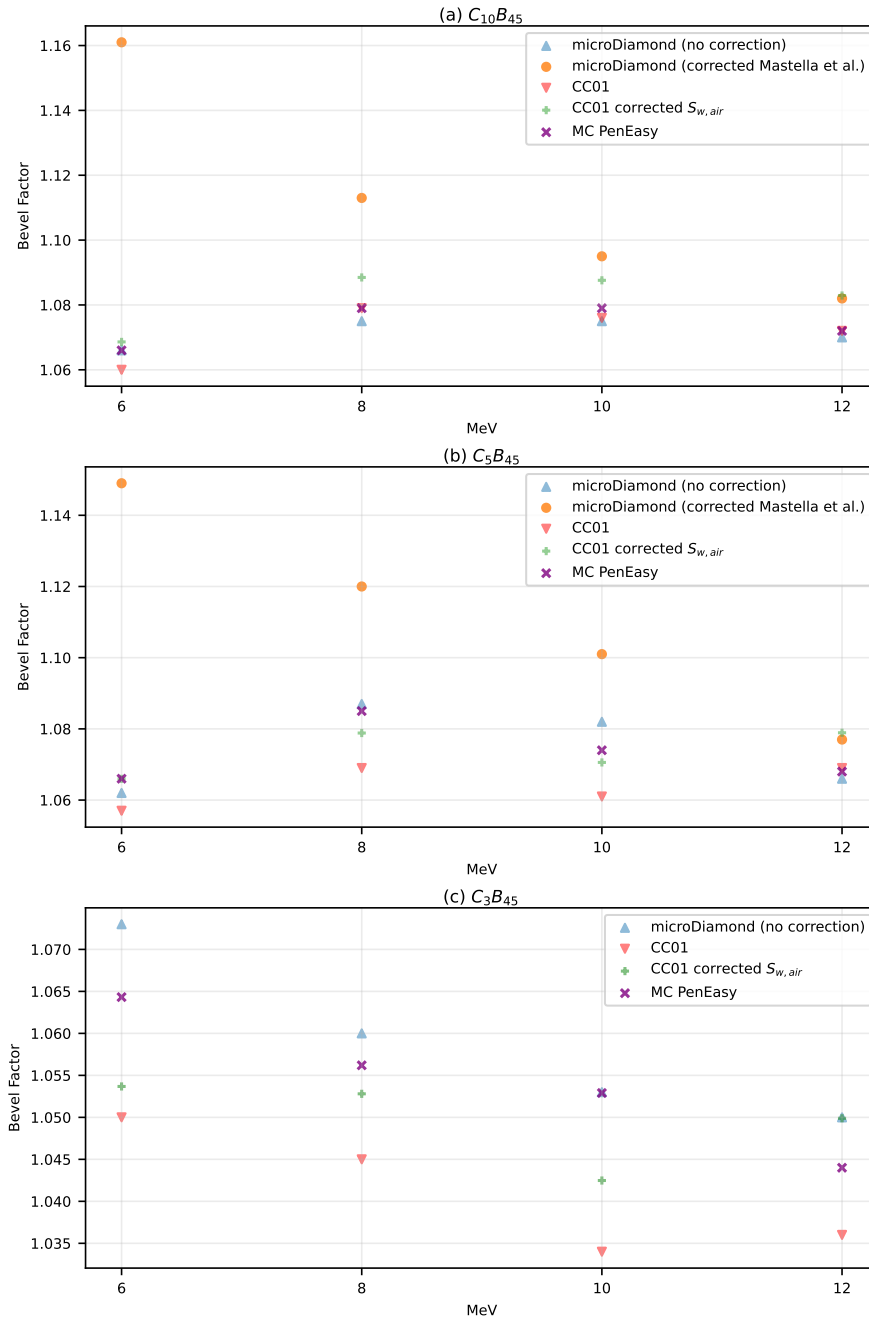 (a) C₁₀B₄₅
microDiamond (no correction)
microDiamond (corrected Mastella et al.)
CC01
CC01 corrected S_{w, air}
MC PenEasy
1.16
1.14
1.12
1.10
1.08
1.06
Bevel Factor
6
8
10
12
MeV
(b) C₅B₄₅
microDiamond (no correction)
microDiamond (corrected Mastella et al.)
CC01
CC01 corrected S_{w, air}
MC PenEasy
1.14
1.12
1.10
1.08
1.06
Bevel Factor
6
8
10
12
MeV
(c) C₃B₄₅
microDiamond (no correction)
CC01
CC01 corrected S_{w, air}
MC PenEasy
1.070
1.065
1.060
1.055
1.050
1.045
1.040
1.035
Bevel Factor
6
8
10
12
MeV